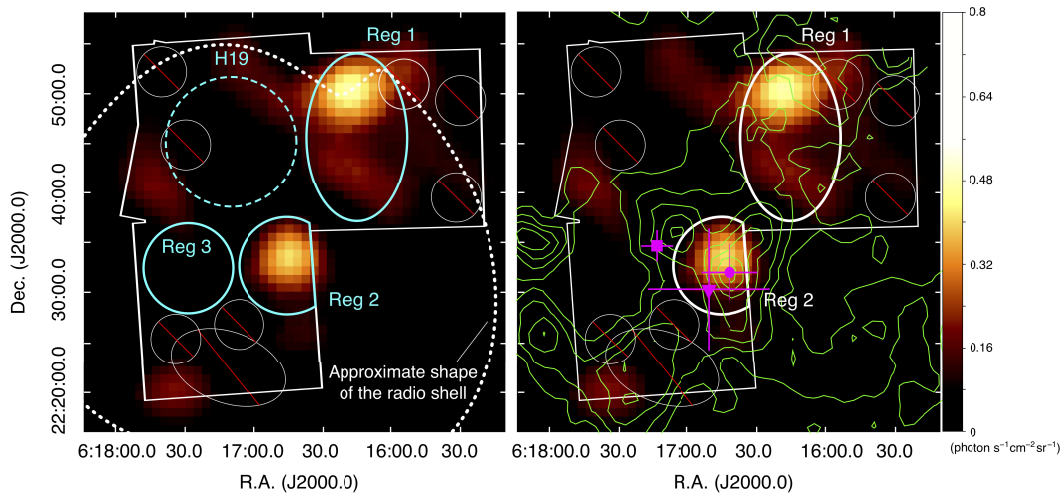 H19
Reg 1
Reg 3
Reg 2
Approximate shape
of the radio shell
Dec. (J2000.0)
50:00.0
40:00.0
30:00.0
22:20:00.0
6:18:00.0
30.0
17:00.0
30.0
16:00.0
30.0
R.A. (J2000.0)
Reg 1
Reg 2
6:18:00.0
30.0
17:00.0
30.0
16:00.0
30.0
R.A. (J2000.0)
0.8
0.64
0.48
0.32
0.16
0
(photon s⁻¹cm⁻²sr⁻¹)